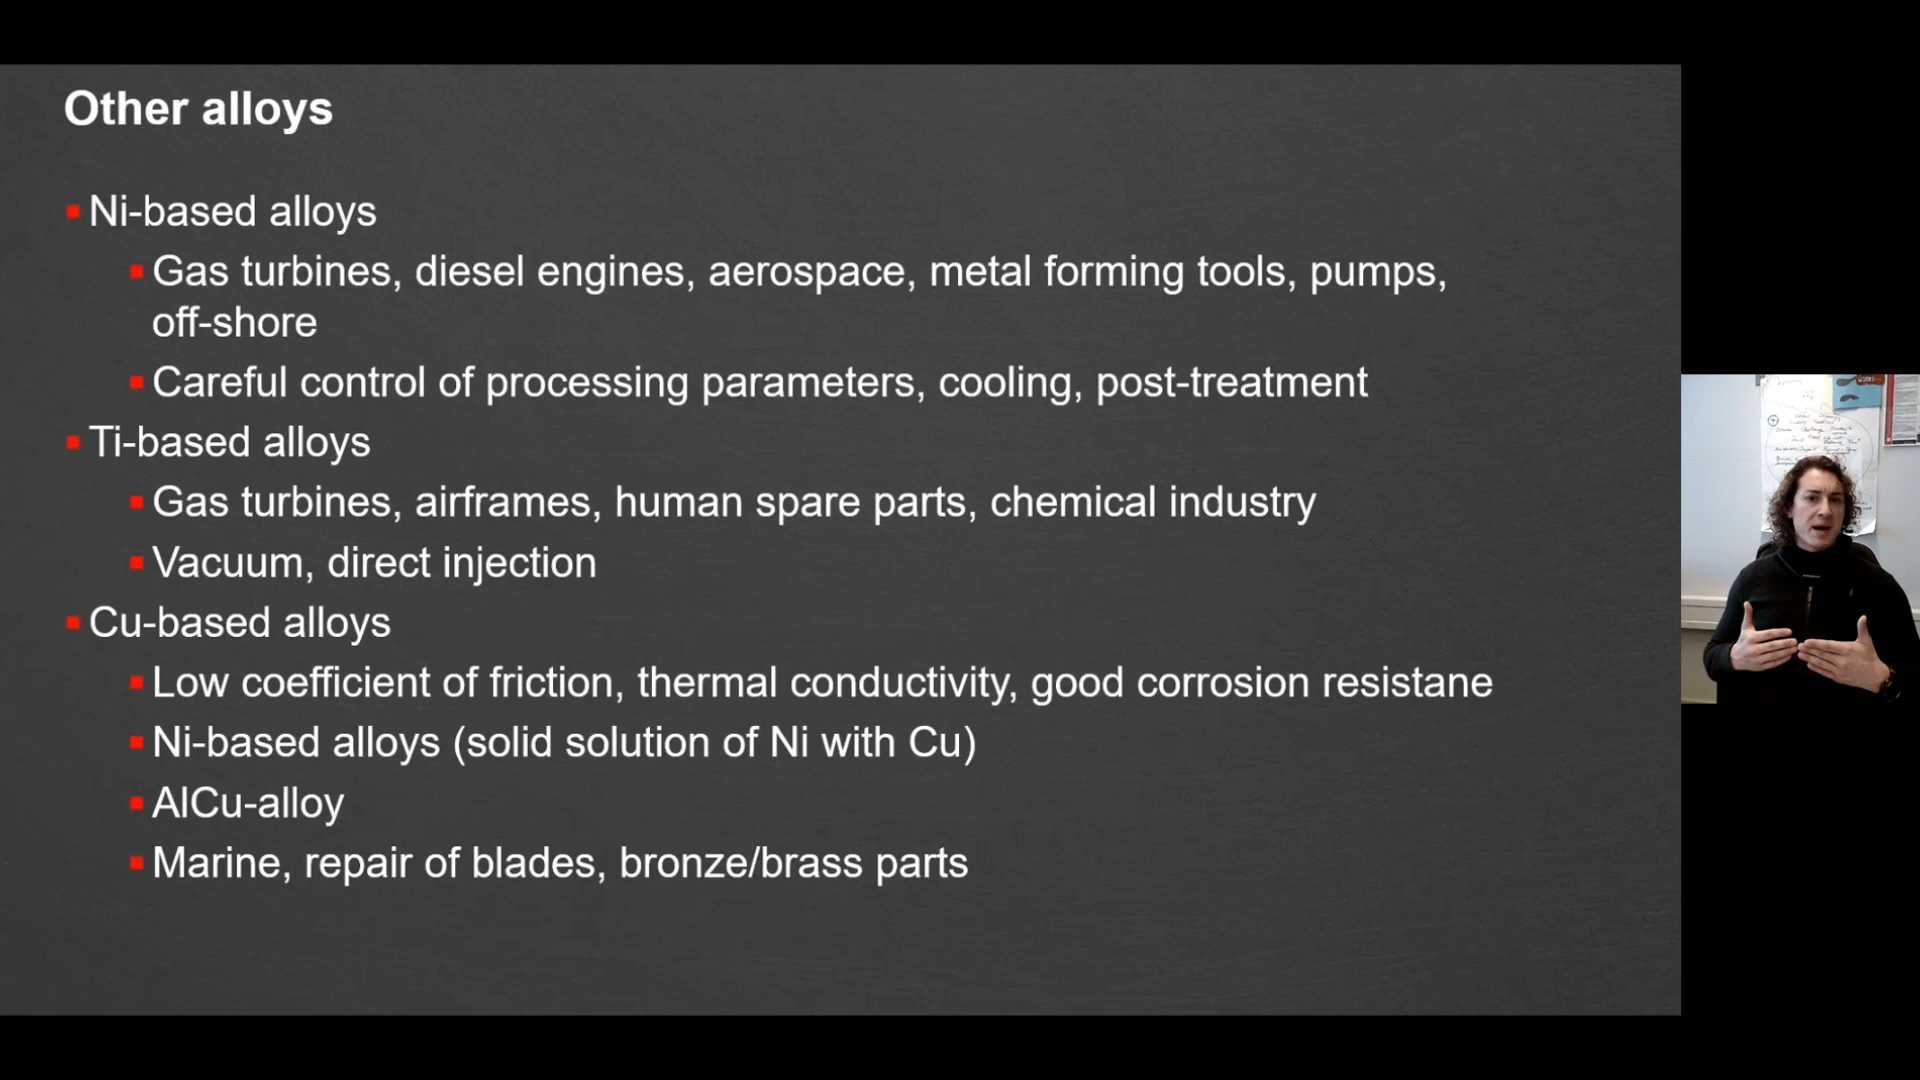 Other alloys
Ni-based alloys
Gas turbines, diesel engines, aerospace, metal forming tools, pumps,
off-shore
Careful control of processing parameters, cooling, post-treatment
Ti-based alloys
Gas turbines, airframes, human spare parts, chemical industry
Vacuum, direct injection
Cu-based alloys
Low coefficient of friction, thermal conductivity, good corrosion resistane
Ni-based alloys (solid solution of Ni with Cu)
AlCu-alloy
Marine, repair of blades, bronze/brass parts